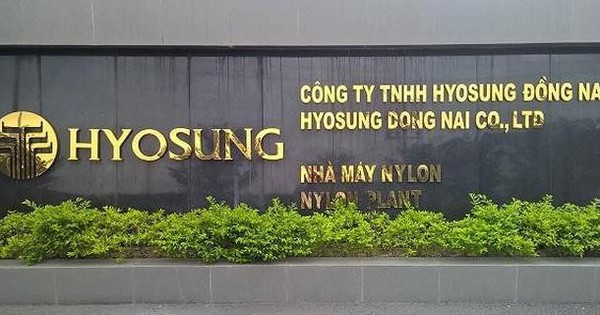 HYOSUNG
CÔNG TY TNHH HYOSUNG ĐỒNG NA
HYOSUNG DONG NAI CO., LTD
NHÀ MÁY NYLON
NYLON PLANT